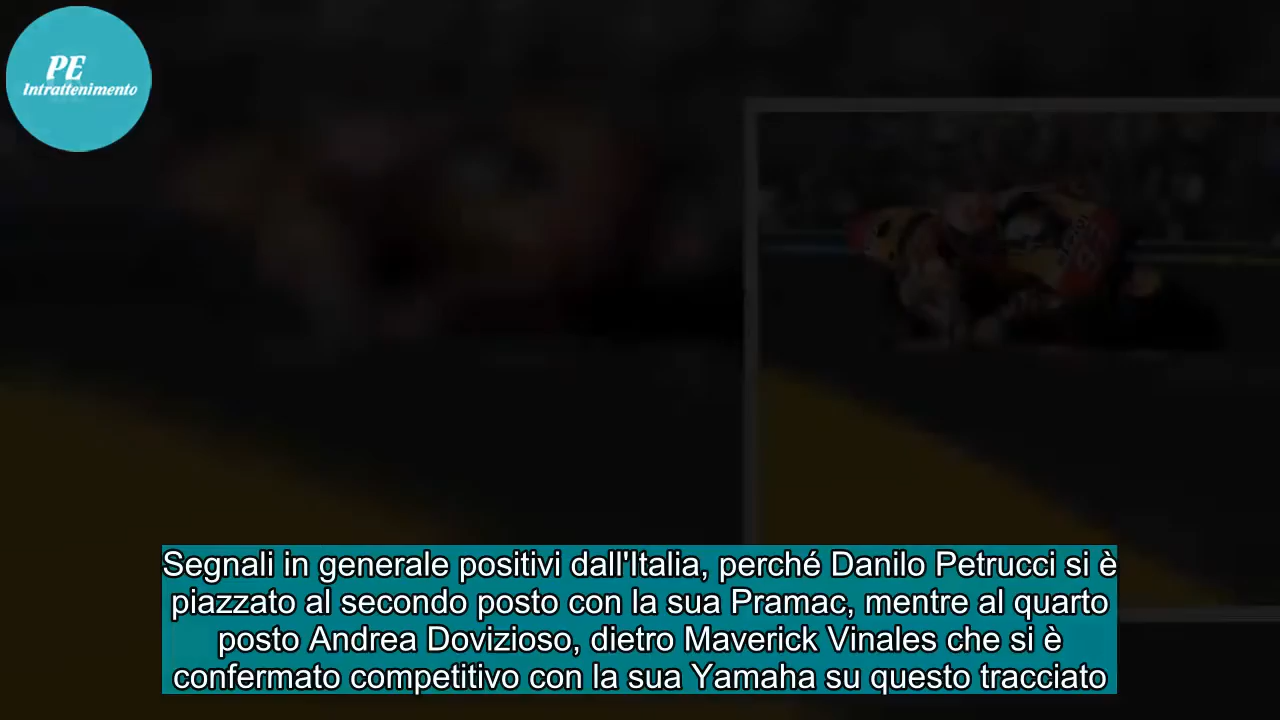 PE
Intrattenimento
Segnali in generale positivi dall'Italia, perché Danilo Petrucci si è
piazzato al secondo posto con la sua Pramac, mentre al quarto
posto Andrea Dovizioso, dietro Maverick Vinales che si è
confermato competitivo con la sua Yamaha su questo tracciato